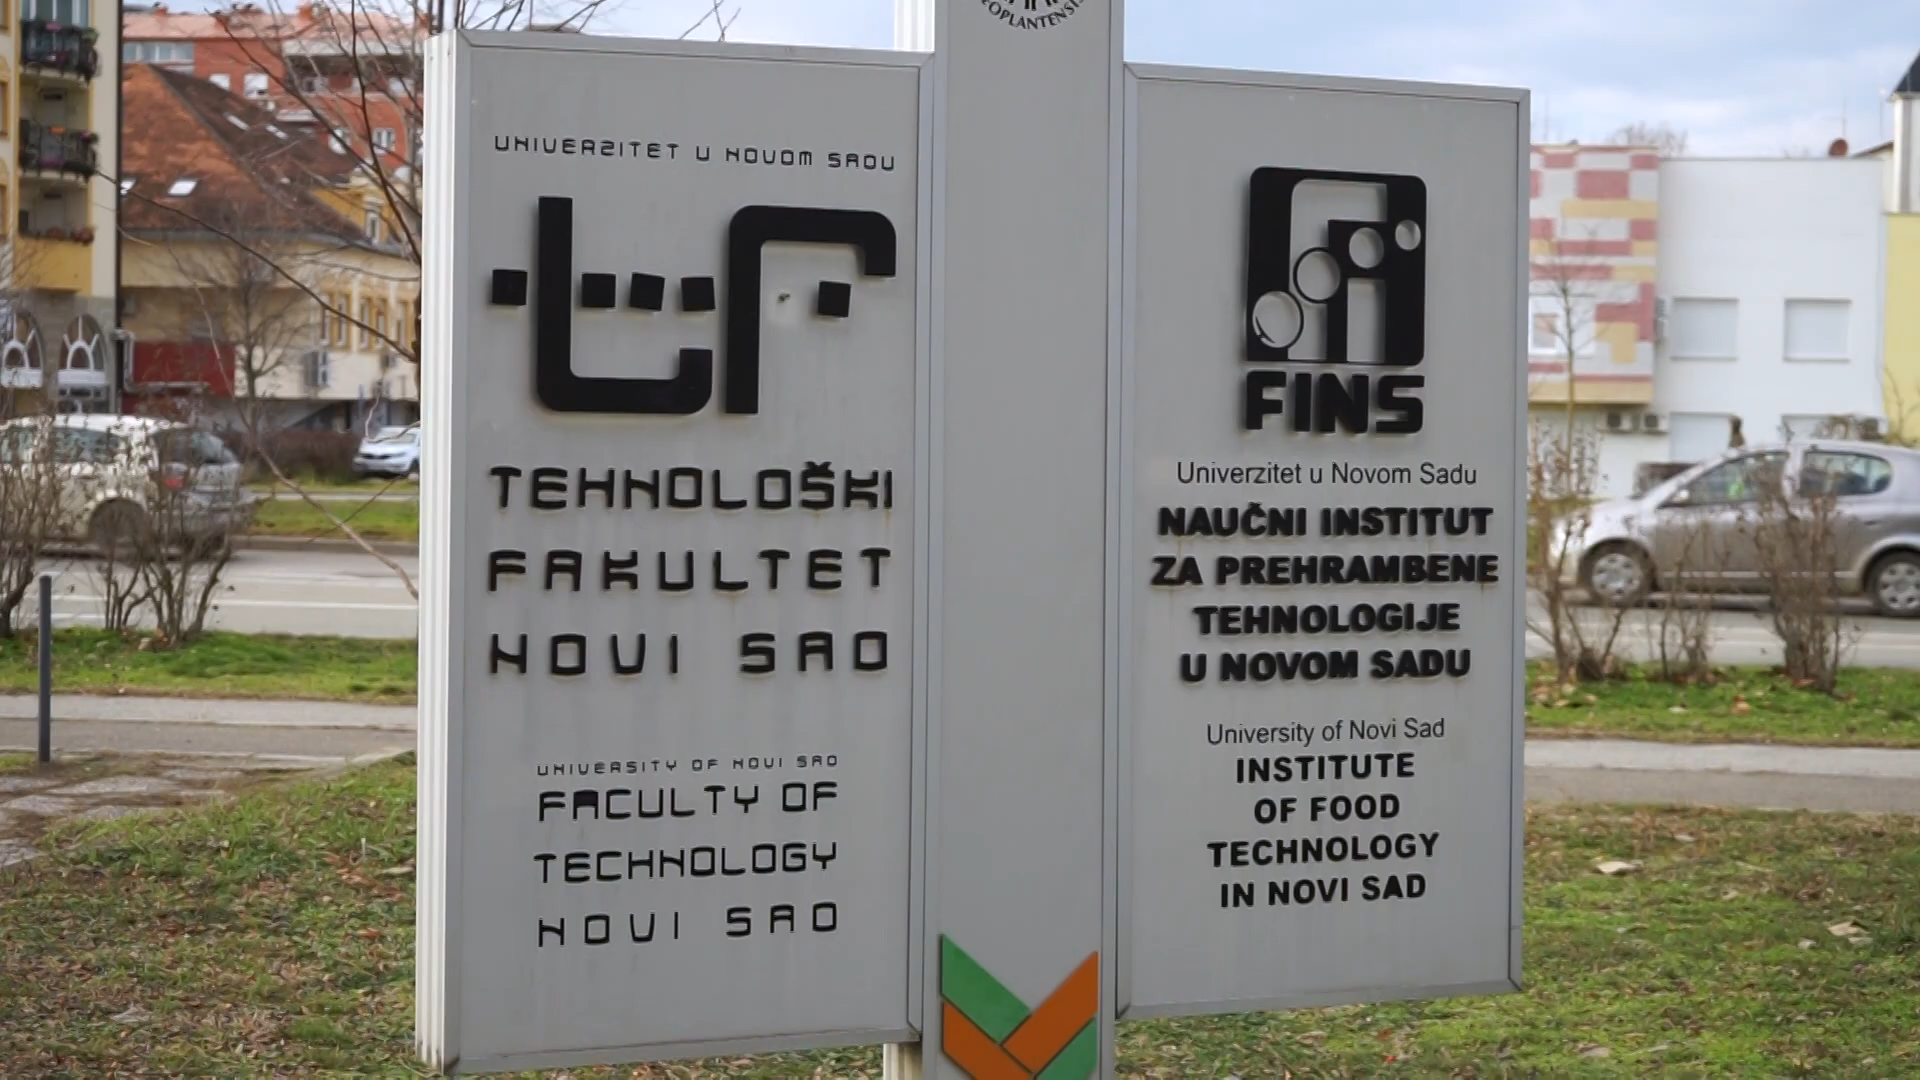 EOPLANTENSIS
UNIVERZITET U NOVOM SADU
TEHNOLOŠKI
FAKULTET
NOVI SAD
UNIVERSITY OF NOVI SAD
FACULTY OF
TECHNOLOGY
NOVI SAD
FINS
Univerzitet u Novom Sadu
NAUČNI INSTITUT
ZA PREHRAMBENE
TEHNOLOGIJE
U NOVOM SADU
University of Novi Sad
INSTITUTE
OF FOOD
TECHNOLOGY
IN NOVI SAD